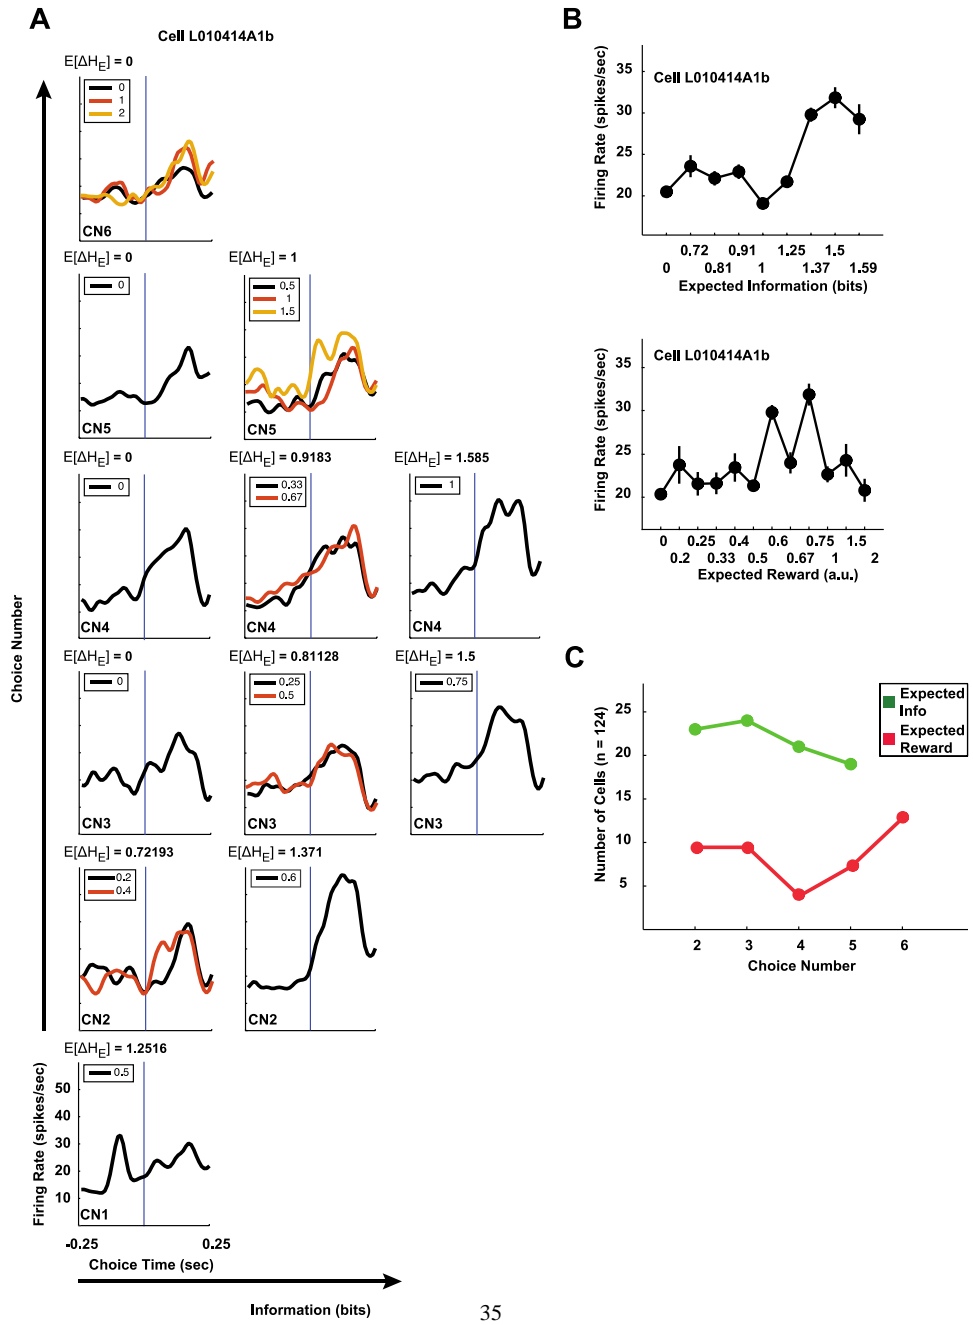 A
Cell L010414A1b
E[ΔH_E] = 0
0
1
2
CN6
E[ΔH_E] = 0
0
CN5
E[ΔH_E] = 1
0.5
1
1.5
CN5
E[ΔH_E] = 0
0
CN4
E[ΔH_E] = 0.9183
0.33
0.67
CN4
E[ΔH_E] = 1.585
1
CN4
E[ΔH_E] = 0
0
CN3
E[ΔH_E] = 0.81128
0.25
0.5
CN3
E[ΔH_E] = 1.5
0.75
CN3
E[ΔH_E] = 0.72193
0.2
0.4
CN2
E[ΔH_E] = 1.371
0.6
CN2
E[ΔH_E] = 1.2516
0.5
CN1
50
40
30
20
10
Firing Rate (spikes/sec)
-0.25 0.25
Choice Time (sec)
Choice Number
Information (bits)
B
Cell L010414A1b
35
30
25
20
Firing Rate (spikes/sec)
0.72 0.91 1.25 1.5
0 0.81 1 1.37 1.59
Expected Information (bits)
Cell L010414A1b
35
30
25
20
Firing Rate (spikes/sec)
0 0.25 0.4 0.6 0.75 1.5
0.2 0.33 0.5 0.67 1 2
Expected Reward (a.u.)
C
Expected
Info
Expected
Reward
25
20
15
10
5
Number of Cells (n = 124)
2 3 4 5 6
Choice Number
35